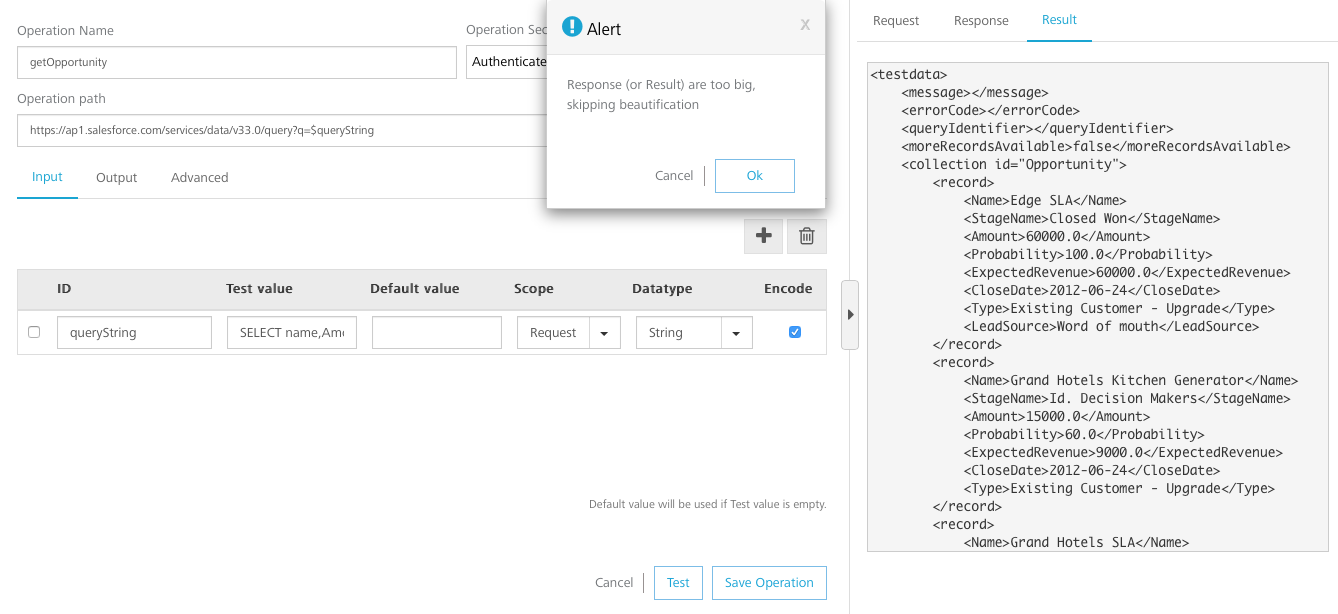 Operation Name
getOpportunity
Operation Sec
Authenticate
Operation path
https://ap1.salesforce.com/services/data/v33.0/query?q=$queryString
Alert
X
Response (or Result) are too big,
skipping beautification
Cancel
Ok
Input
Output
Advanced
ID
Test value
Default value
Scope
Datatype
Encode
queryString
SELECT name,Am
Request
String
Default value will be used if Test value is empty.
Cancel
Test
Save Operation
Request
Response
Result
<testdata>
<message></message>
<errorCode></errorCode>
<queryIdentifier></queryIdentifier>
<moreRecordsAvailable>false</moreRecordsAvailable>
<collection id="Opportunity">
<record>
<Name>Edge SLA</Name>
<StageName>Closed Won</StageName>
<Amount>60000.0</Amount>
<Probability>100.0</Probability>
<ExpectedRevenue>60000.0</ExpectedRevenue>
<CloseDate>2012-06-24</CloseDate>
<Type>Existing Customer - Upgrade</Type>
<LeadSource>Word of mouth</LeadSource>
</record>
<record>
<Name>Grand Hotels Kitchen Generator</Name>
<StageName>Id. Decision Makers</StageName>
<Amount>15000.0</Amount>
<Probability>60.0</Probability>
<ExpectedRevenue>9000.0</ExpectedRevenue>
<CloseDate>2012-06-24</CloseDate>
<Type>Existing Customer - Upgrade</Type>
</record>
<record>
<Name>Grand Hotels SLA</Name>